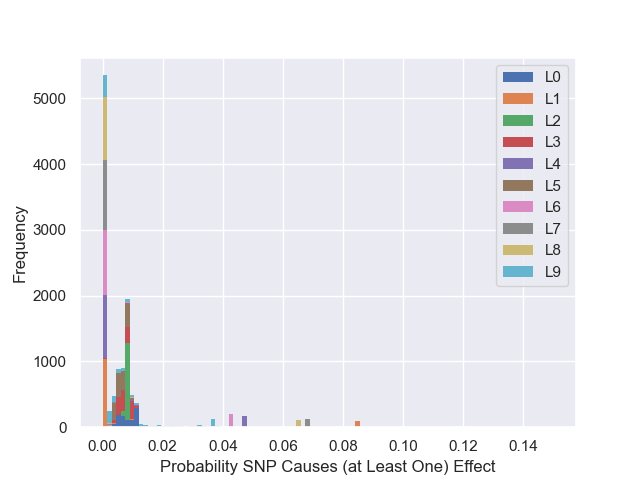 5000
4000
3000
2000
1000
0
Frequency
0.00 0.02 0.04 0.06 0.08 0.10 0.12 0.14
Probability SNP Causes (at Least One) Effect
L0
L1
L2
L3
L4
L5
L6
L7
L8
L9